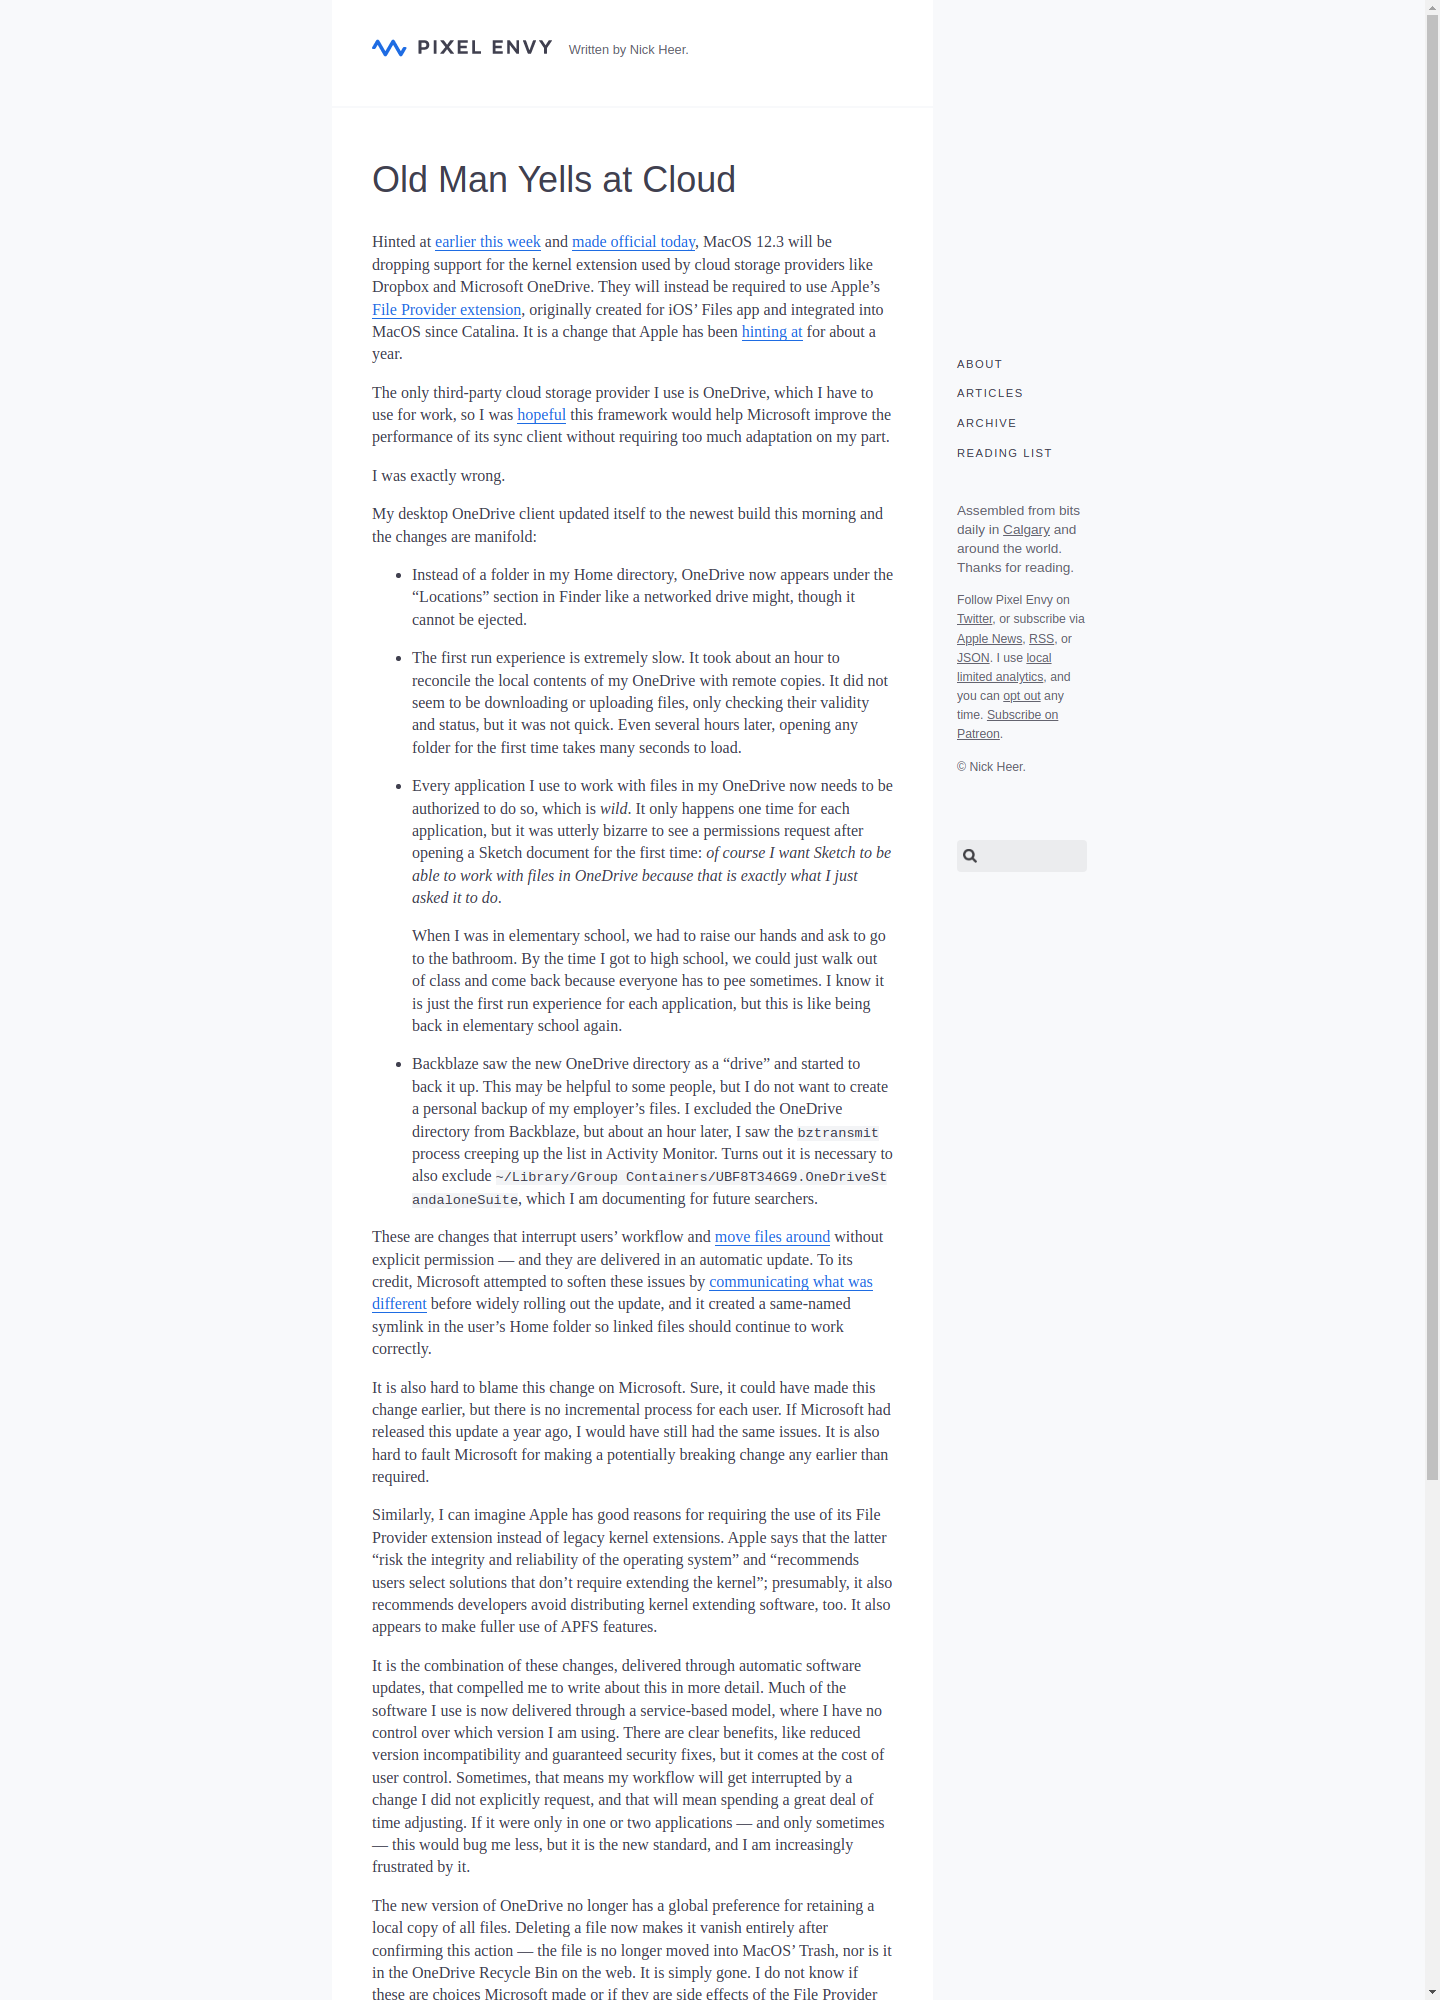 PIXEL ENVY Written by Nick Heer.
Old Man Yells at Cloud
Hinted at earlier this week and made official today, MacOS 12.3 will be
dropping support for the kernel extension used by cloud storage providers like
Dropbox and Microsoft OneDrive. They will instead be required to use Apple’s
File Provider extension, originally created for iOS’ Files app and integrated into
MacOS since Catalina. It is a change that Apple has been hinting at for about a
year.
The only third-party cloud storage provider I use is OneDrive, which I have to
use for work, so I was hopeful this framework would help Microsoft improve the
performance of its sync client without requiring too much adaptation on my part.
I was exactly wrong.
My desktop OneDrive client updated itself to the newest build this morning and
the changes are manifold:
• Instead of a folder in my Home directory, OneDrive now appears under the
“Locations” section in Finder like a networked drive might, though it
cannot be ejected.
• The first run experience is extremely slow. It took about an hour to
reconcile the local contents of my OneDrive with remote copies. It did not
seem to be downloading or uploading files, only checking their validity
and status, but it was not quick. Even several hours later, opening any
folder for the first time takes many seconds to load.
• Every application I use to work with files in my OneDrive now needs to be
authorized to do so, which is wild. It only happens one time for each
application, but it was utterly bizarre to see a permissions request after
opening a Sketch document for the first time: of course I want Sketch to be
able to work with files in OneDrive because that is exactly what I just
asked it to do.
When I was in elementary school, we had to raise our hands and ask to go
to the bathroom. By the time I got to high school, we could just walk out
of class and come back because everyone has to pee sometimes. I know it
is just the first run experience for each application, but this is like being
back in elementary school again.
• Backblaze saw the new OneDrive directory as a “drive” and started to
back it up. This may be helpful to some people, but I do not want to create
a personal backup of my employer’s files. I excluded the OneDrive
directory from Backblaze, but about an hour later, I saw the bztransmit
process creeping up the list in Activity Monitor. Turns out it is necessary to
also exclude ~/Library/Group Containers/UBF8T346G9.OneDriveSt
andaloneSuite, which I am documenting for future searchers.
These are changes that interrupt users’ workflow and move files around without
explicit permission — and they are delivered in an automatic update. To its
credit, Microsoft attempted to soften these issues by communicating what was
different before widely rolling out the update, and it created a same-named
symlink in the user’s Home folder so linked files should continue to work
correctly.
It is also hard to blame this change on Microsoft. Sure, it could have made this
change earlier, but there is no incremental process for each user. If Microsoft had
released this update a year ago, I would have still had the same issues. It is also
hard to fault Microsoft for making a potentially breaking change any earlier than
required.
Similarly, I can imagine Apple has good reasons for requiring the use of its File
Provider extension instead of legacy kernel extensions. Apple says that the latter
“risk the integrity and reliability of the operating system” and “recommends
users select solutions that don’t require extending the kernel”; presumably, it also
recommends developers avoid distributing kernel extending software, too. It also
appears to make fuller use of APFS features.
It is the combination of these changes, delivered through automatic software
updates, that compelled me to write about this in more detail. Much of the
software I use is now delivered through a service-based model, where I have no
control over which version I am using. There are clear benefits, like reduced
version incompatibility and guaranteed security fixes, but it comes at the cost of
user control. Sometimes, that means my workflow will get interrupted by a
change I did not explicitly request, and that will mean spending a great deal of
time adjusting. If it were only in one or two applications — and only sometimes
— this would bug me less, but it is the new standard, and I am increasingly
frustrated by it.
The new version of OneDrive no longer has a global preference for retaining a
local copy of all files. Deleting a file now makes it vanish entirely after
confirming this action — the file is no longer moved into MacOS’ Trash, nor is it
in the OneDrive Recycle Bin on the web. It is simply gone. I do not know if
these are choices Microsoft made or if they are side effects of the File Provider
ABOUT
ARTICLES
ARCHIVE
READING LIST
Assembled from bits
daily in Calgary and
around the world.
Thanks for reading.
Follow Pixel Envy on
Twitter, or subscribe via
Apple News, RSS, or
JSON. I use local
limited analytics, and
you can opt out any
time. Subscribe on
Patreon.
© Nick Heer.